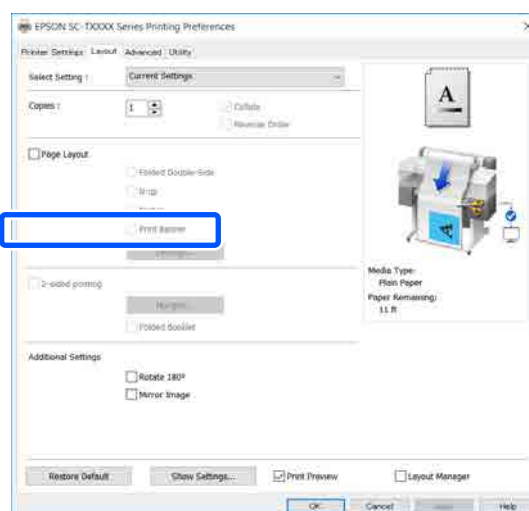 EPSON SC-TXXXX Series Printing Preferences
Printer Settings Layout Advanced Utility
Select Setting : Current Settings
Copies : 1 Collate
Reverse Order
Page Layout
Folded Double-Side
N-up
Print Banner
2-sided printing
Folded Booklet
Media Type:
Plain Paper
Paper Remaining:
11 ft
Additional Settings
Rotate 180º
Mirror Image
Restore Default Show Settings... Print Preview Layout Manager
OK Cancel Help
A